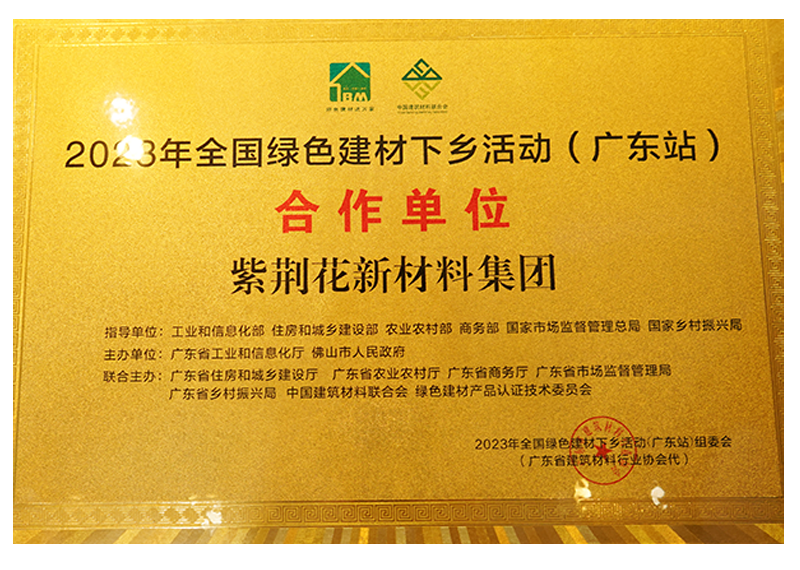 GBM
中国建筑材料联合会
2023年全国绿色建材下乡活动（广东站）
合作单位
紫荆花新材料集团
指导单位：工业和信息化部 住房和城乡建设部 农业农村部 商务部 国家市场监督管理总局 国家乡村振兴局
主办单位：广东省工业和信息化厅 佛山市人民政府
联合主办：广东省住房和城乡建设厅 广东省农业农村厅 广东省商务厅 广东省市场监督管理局
广东省乡村振兴局 中国建筑材料联合会 绿色建材产品认证技术委员会
2023年全国绿色建材下乡活动(广东站)组委会
（广东省建筑材料行业协会代）